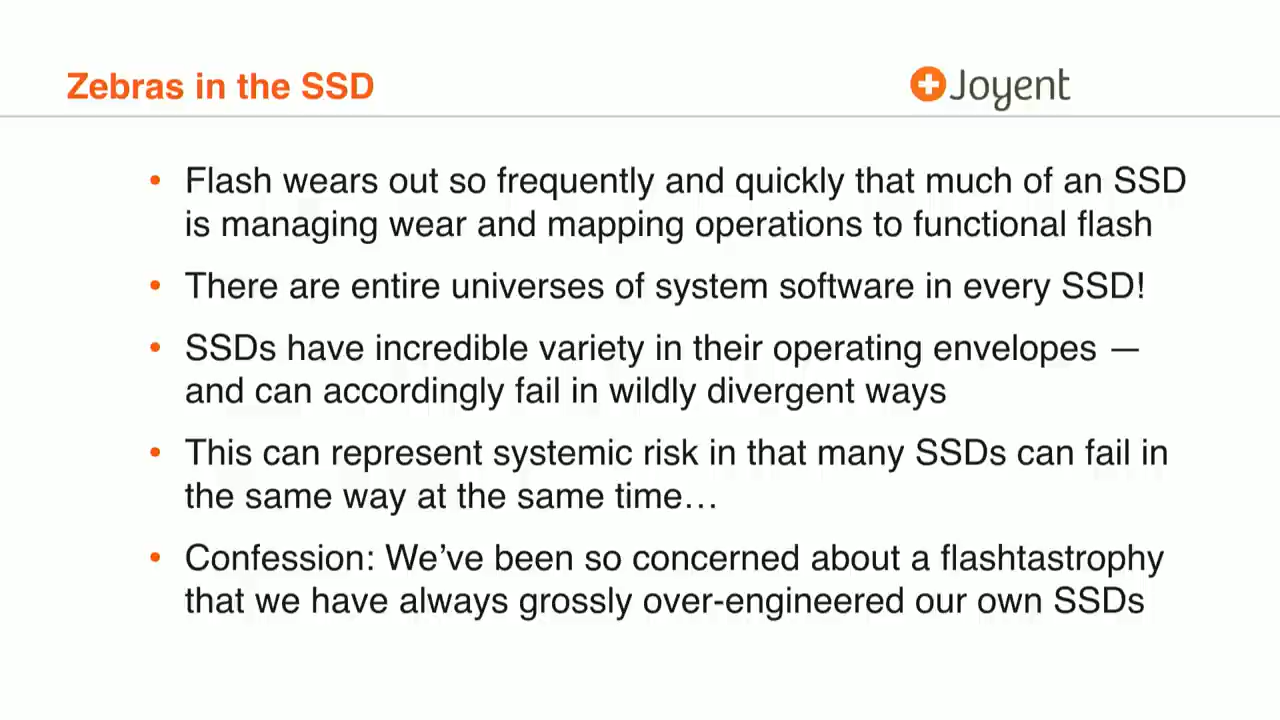 Zebras in the SSD
Joyent
• Flash wears out so frequently and quickly that much of an SSD
is managing wear and mapping operations to functional flash
• There are entire universes of system software in every SSD!
• SSDs have incredible variety in their operating envelopes —
and can accordingly fail in wildly divergent ways
• This can represent systemic risk in that many SSDs can fail in
the same way at the same time…
• Confession: We’ve been so concerned about a flashtastrophy
that we have always grossly over-engineered our own SSDs